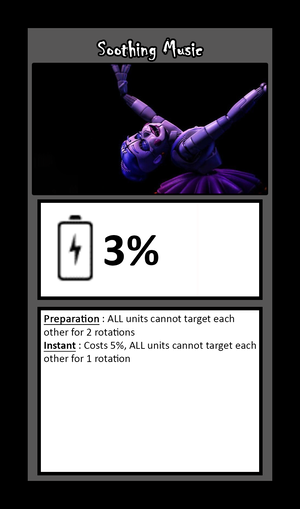 Soothing Music
3%
Preparation : ALL units cannot target each
other for 2 rotations
Instant : Costs 5%, ALL units cannot target each
other for 1 rotation